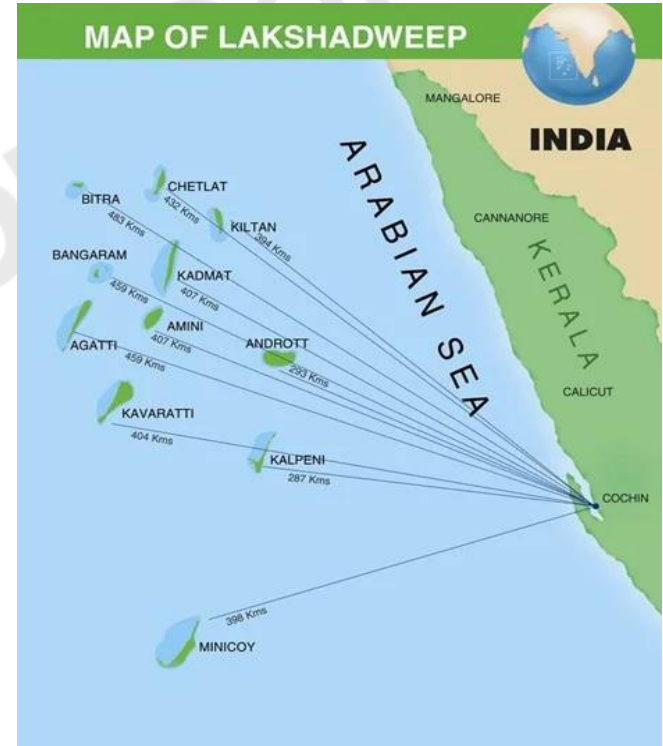 MAP OF LAKSHADWEEP
INDIA
MANGALORE
CANNANORE
KERALA
CALICUT
COCHIN
ARABIAN SEA
BITRA
483 Kms
CHETLAT
432 Kms
KILTAN
394 Kms
BANGARAM
459 Kms
KADMAT
407 Kms
AGATTI
459 Kms
AMINI
407 Kms
ANDROTT
293 Kms
KAVARATTI
404 Kms
KALPENI
287 Kms
MINICOY
398 Kms